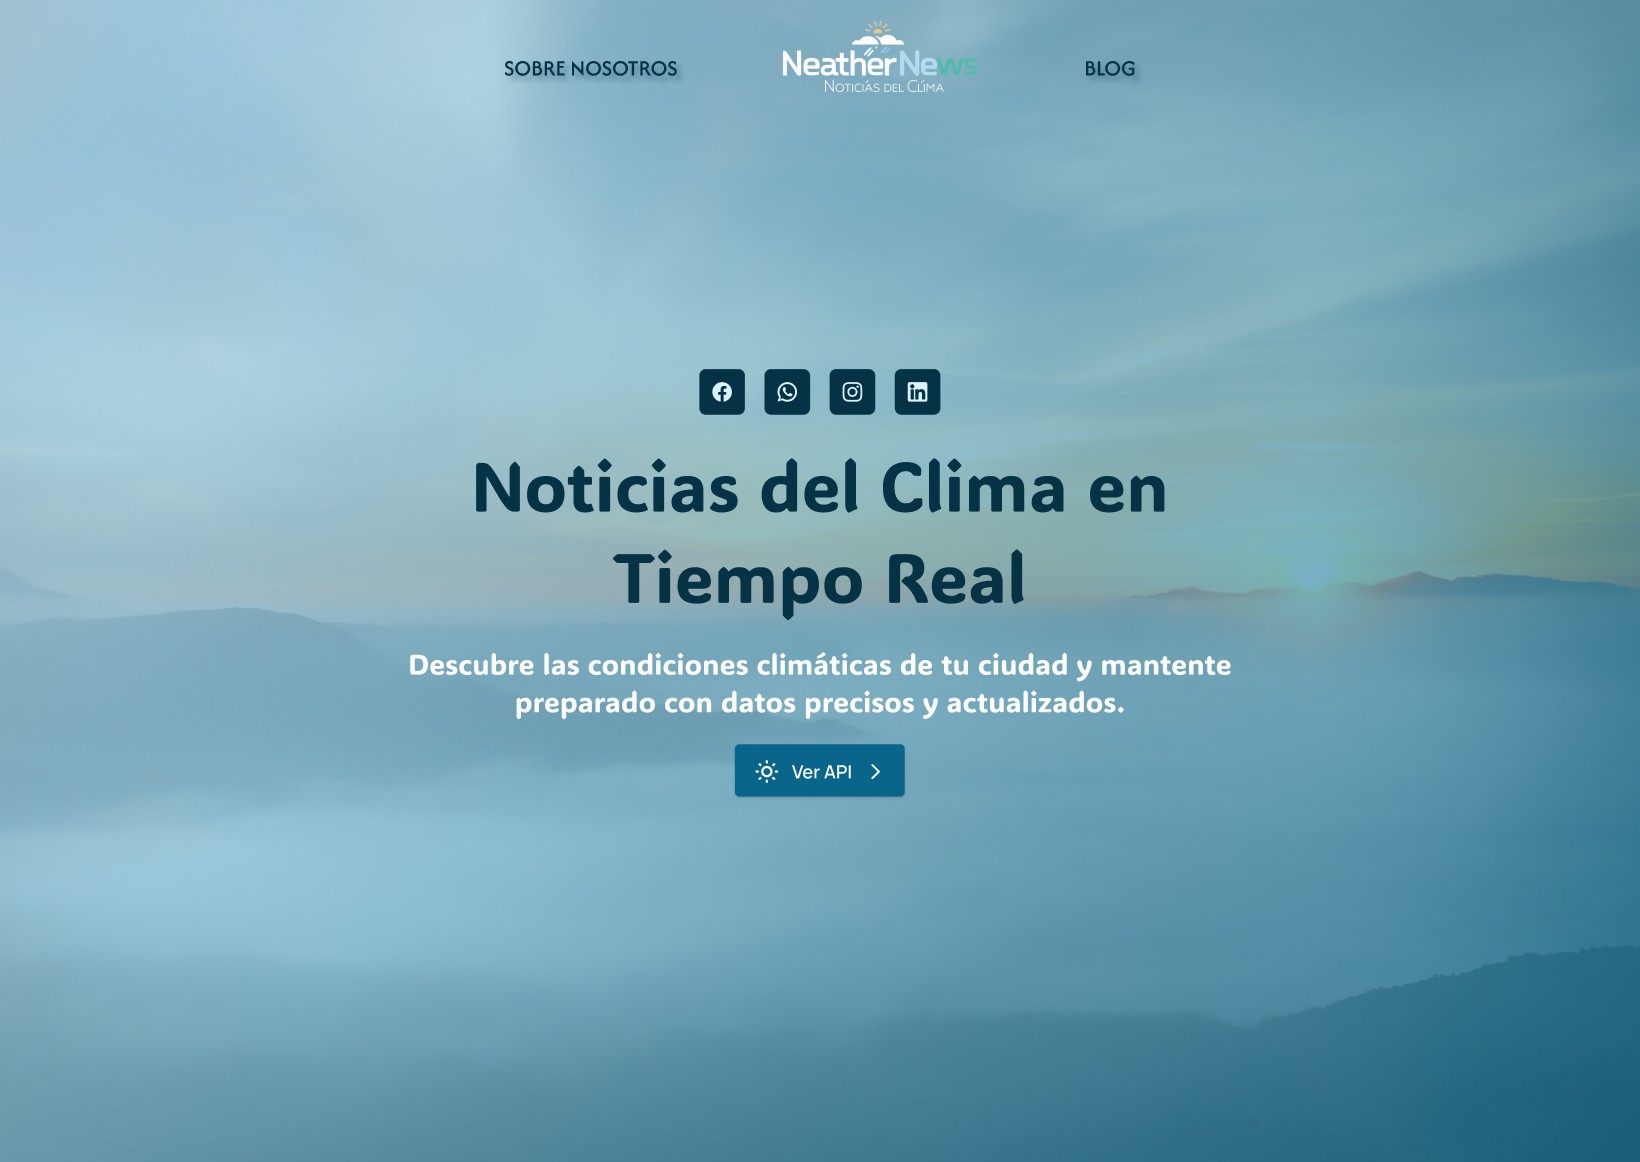 SOBRE NOSOTROS
NeatherNews
NOTICIAS DEL CLIMA
BLOG
Noticias del Clima en
Tiempo Real
Descubre las condiciones climáticas de tu ciudad y mantente
preparado con datos precisos y actualizados.
Ver API